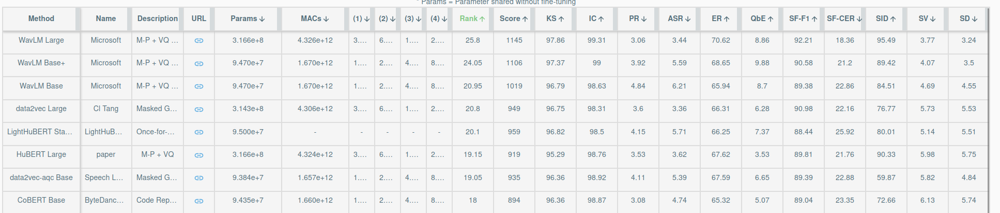 * Params = Parameter shared without fine-tuning
Method Name Description URL Params ↓ MACs ↓ (1) ↓ (2) ↓ (3) ↓ (4) ↓ Rank ↑ Score ↑ KS ↑ IC ↑ PR ↓ ASR ↓ ER ↑ QbE ↑ SF-F1 ↑ SF-CER ↓ SID ↑ SV ↓ SD ↓
WavLM Large Microsoft M-P + VQ ... 3.166e+8 4.326e+12 3.... 6.... 1.... 2.... 25.8 1145 97.86 99.31 3.06 3.44 70.62 8.86 92.21 18.36 95.49 3.77 3.24
WavLM Base+ Microsoft M-P + VQ ... 9.470e+7 1.670e+12 1.... 2.... 4.... 8.... 24.05 1106 97.37 99 3.92 5.59 68.65 9.88 90.58 21.2 89.42 4.07 3.5
WavLM Base Microsoft M-P + VQ ... 9.470e+7 1.670e+12 1.... 2.... 4.... 8.... 20.95 1019 96.79 98.63 4.84 6.21 65.94 8.7 89.38 22.86 84.51 4.69 4.55
data2vec Large CI Tang Masked G... 3.143e+8 4.306e+12 3.... 6.... 1.... 2.... 20.8 949 96.75 98.31 3.6 3.36 66.31 6.28 90.98 22.16 76.77 5.73 5.53
LightHuBERT Sta... LightHuB... Once-for-... 9.500e+7 - - - - - 20.1 959 96.82 98.5 4.15 5.71 66.25 7.37 88.44 25.92 80.01 5.14 5.51
HuBERT Large paper M-P + VQ 3.166e+8 4.324e+12 3.... 6.... 1.... 2.... 19.15 919 95.29 98.76 3.53 3.62 67.62 3.53 89.81 21.76 90.33 5.98 5.75
data2vec-aqc Base Speech L... Masked G... 9.384e+7 1.657e+12 1.... 2.... 4.... 8.... 19.05 935 96.36 98.92 4.11 5.39 67.59 6.65 89.39 22.88 59.87 5.82 4.84
CoBERT Base ByteDanc... Code Rep... 9.435e+7 1.660e+12 1.... 2.... 4.... 8.... 18 894 96.36 98.87 3.08 4.74 65.32 5.07 89.04 23.35 72.66 6.13 5.74